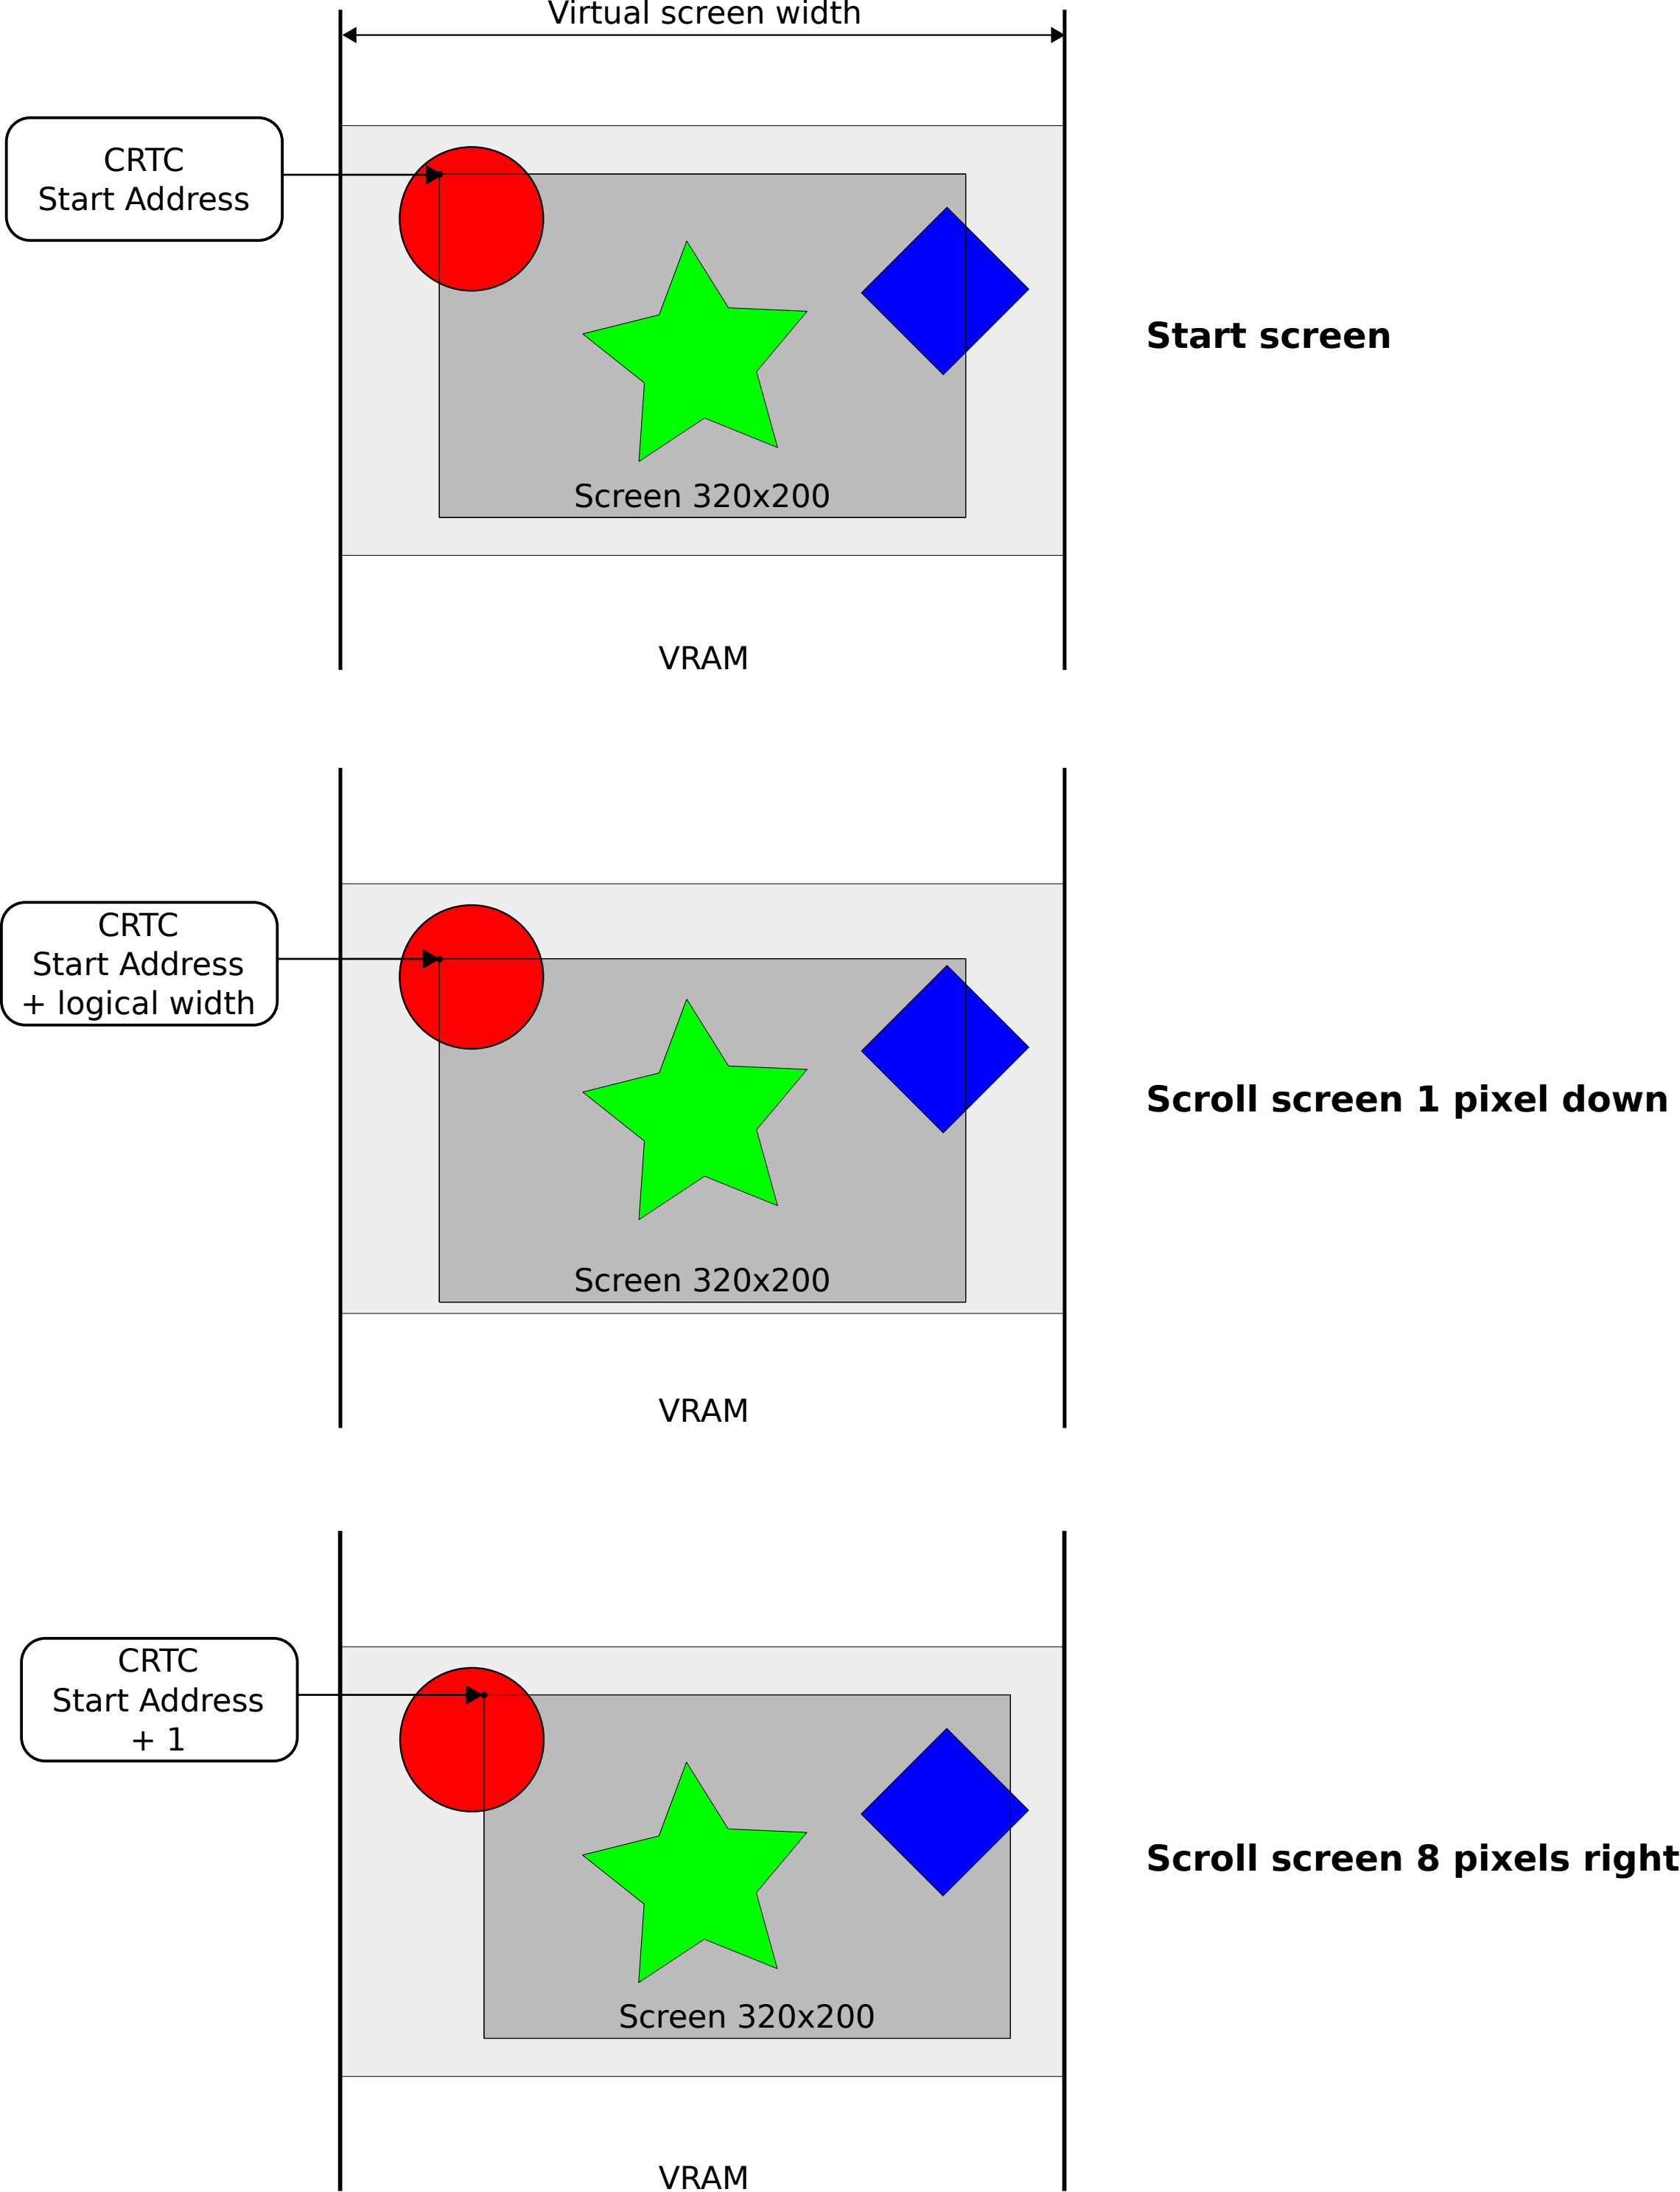 Virtual screen width
CRTC
Start Address
Start screen
Screen 320x200
VRAM
CRTC
Start Address
+ logical width
Scroll screen 1 pixel down
Screen 320x200
VRAM
CRTC
Start Address
+ 1
Scroll screen 8 pixels right
Screen 320x200
VRAM